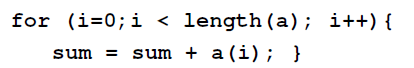 for (i=0;i < length(a); i++){
sum = sum + a(i); }